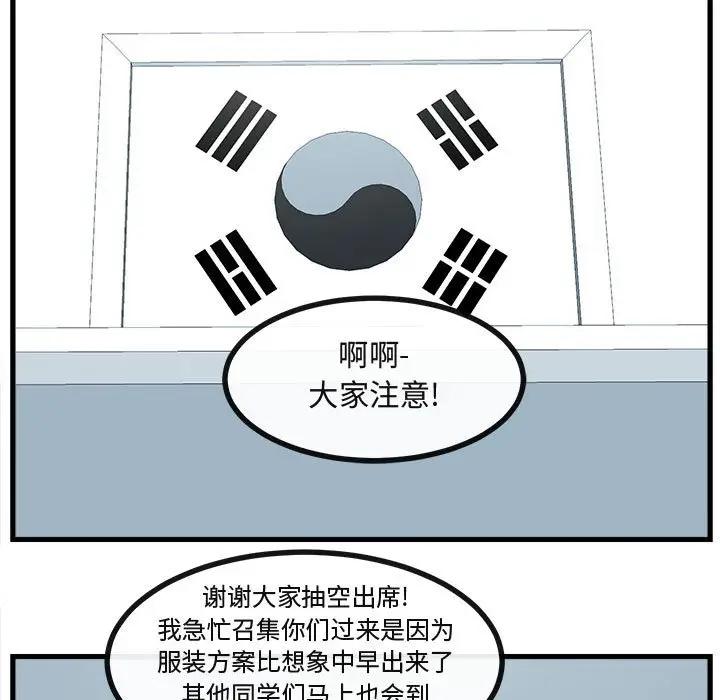 啊啊-
大家注意!
谢谢大家抽空出席!
我急忙召集你们过来是因为
服装方案比想象中早出来了
其他同学们马上也会到